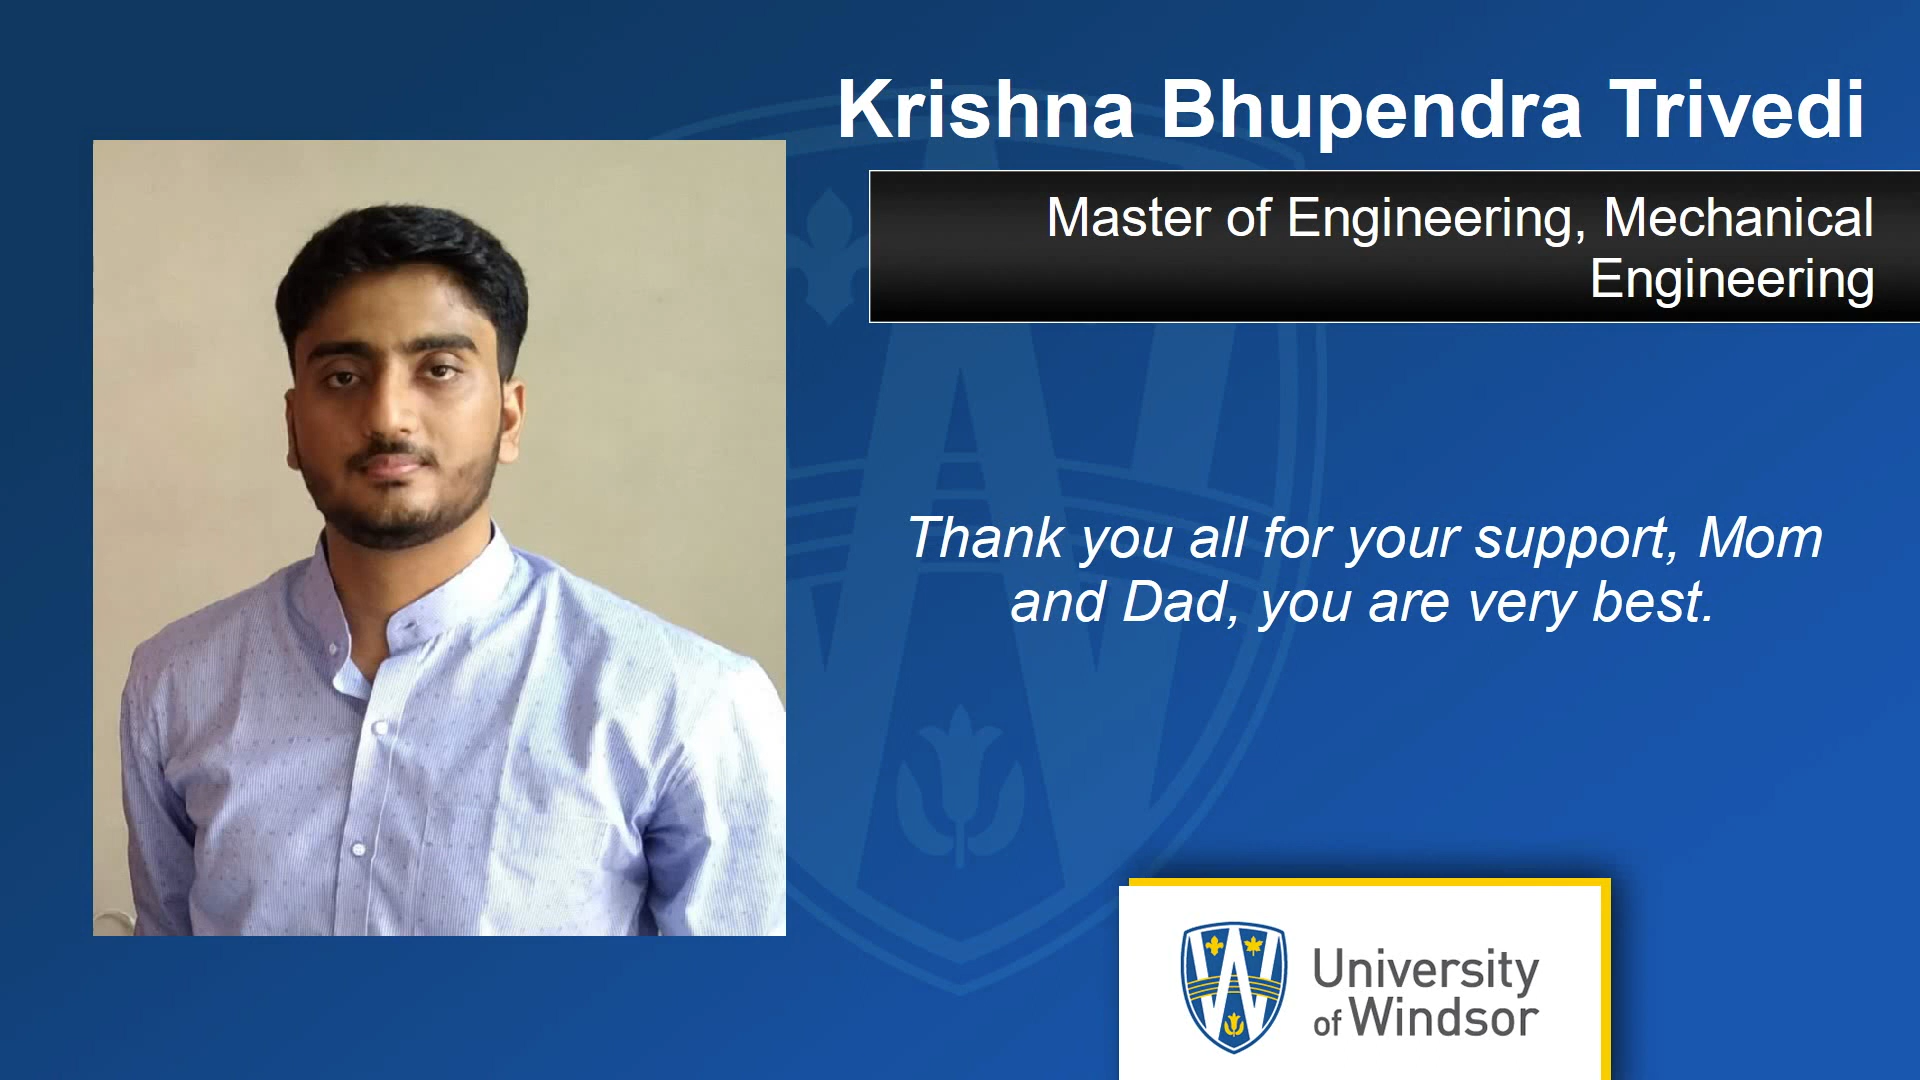 Krishna Bhupendra Trivedi
Master of Engineering, Mechanical
Engineering
Thank you all for your support, Mom
and Dad, you are very best.
University
of Windsor